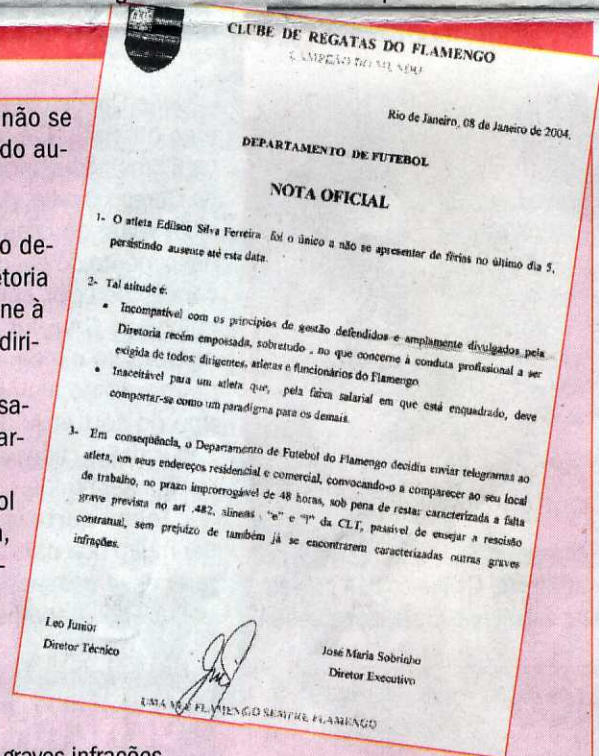 não se
do au-
o de-
etoria
ne à
diri-
sa-
ar-
ol
graves infrações
CLUBE DE REGATAS DO FLAMENGO
CAMPEÃO DO MUNDO
Rio de Janeiro, 08 de Janeiro de 2004.
DEPARTAMENTO DE FUTEBOL
NOTA OFICIAL
1- O atleta Edilson Silva Ferreira foi o único a não se apresentar de férias no último dia 5,
persistindo ausente até esta data.
2- Tal atitude é:
• Incompatível com os princípios de gestão defendidos e amplamente divulgados pela
Diretoria recém empossada, sobretudo , no que concerne à conduta profissional a ser
exigida de todos: dirigentes, atletas e funcionários do Flamengo
• Inaceitável para um atleta que, pela faixa salarial em que está enquadrado, deve
comportar-se como um paradigma para os demais.
3- Em conseqüência, o Departamento de Futebol do Flamengo decidiu enviar telegramas ao
atleta, em seus endereços residencial e comercial, convocando-o a comparecer ao seu local
de trabalho, no prazo improrrogável de 48 horas, sob pena de restar caracterizada a falta
grave prevista no art .482, alíneas , "e" e "i" da CLT, passível de ensejar a rescisão
contratual, sem prejuízo de também já se encontrarem caracterizadas outras graves
infrações.
Leo Junior
Diretor Técnico
José Maria Sobrinho
Diretor Executivo
UMA VEZ FLAMENGO SEMPRE FLAMENGO